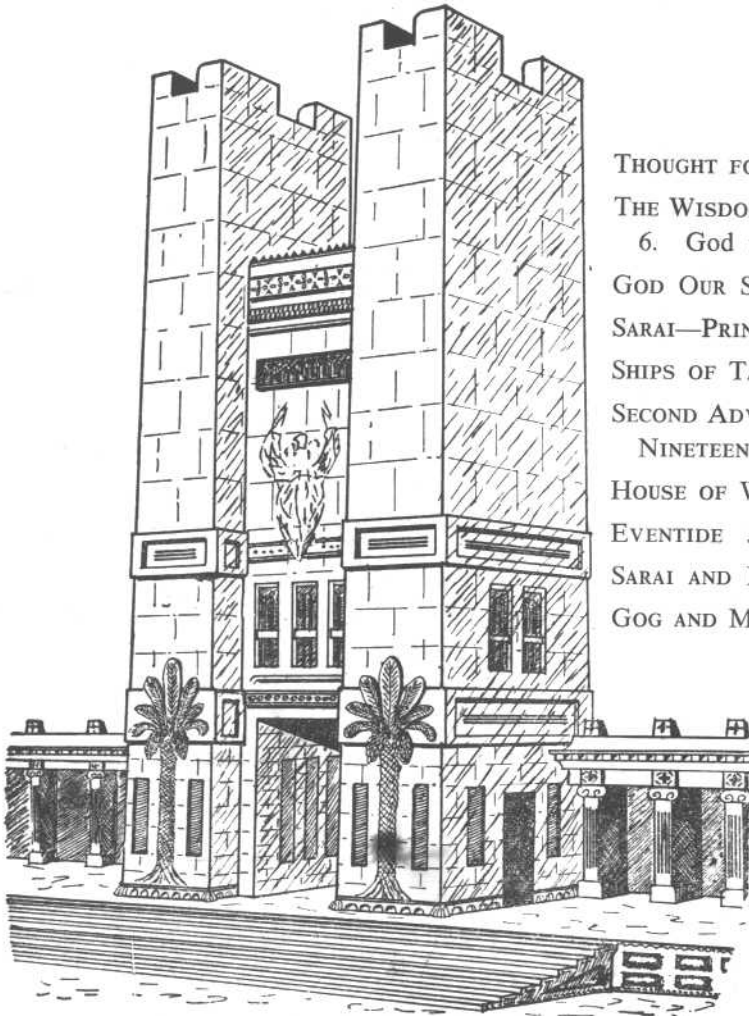 THOUGHT FO
THE WISDO
6. God
GOD OUR S
SARAI—PRIN
SHIPS OF TA
SECOND ADV
NINETEEN
HOUSE OF W
EVENTIDE
SARAI AND
GOG AND M